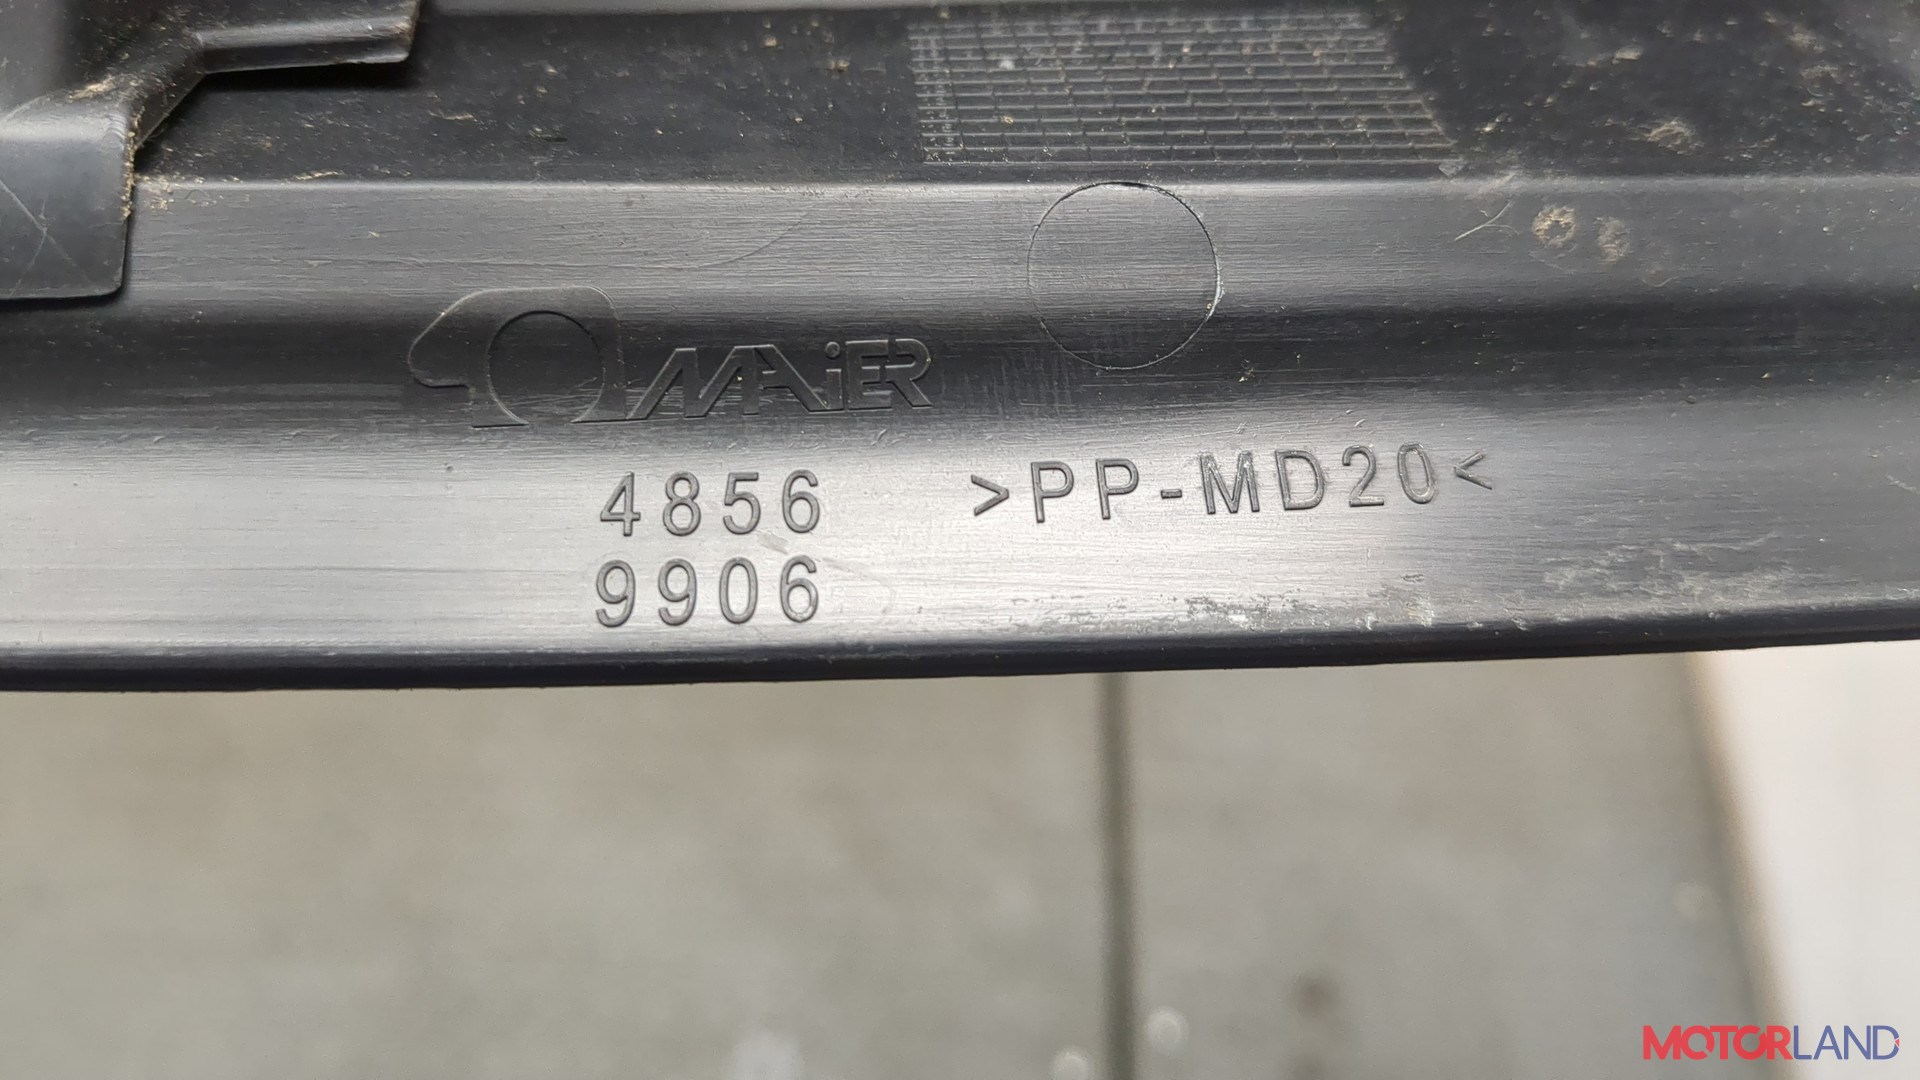 MAiER
4856 >PP-MD20<
9906
MOTORLAND